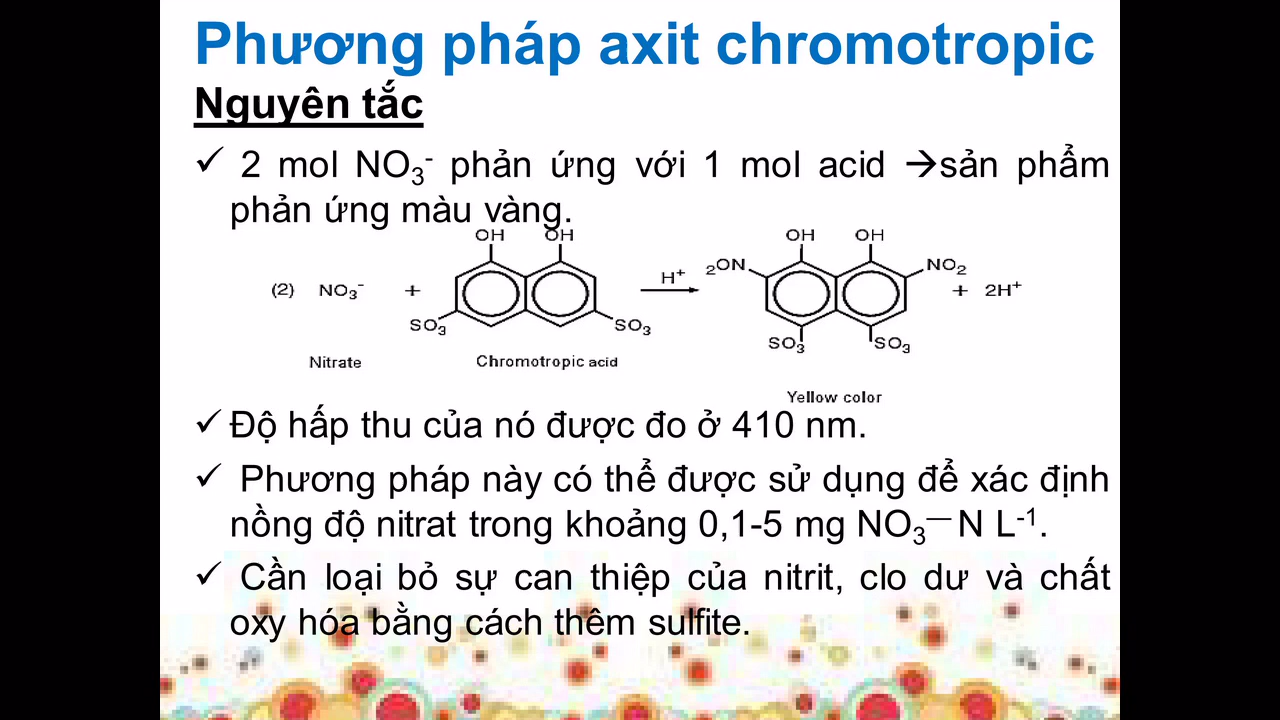 Phương pháp axit chromotropic
Nguyên tắc
✓ 2 mol NO₃⁻ phản ứng với 1 mol acid →sản phẩm
phản ứng màu vàng.
OH OH OH OH
(2) NO₃⁻ + H⁺ ₂ON NO₂ + 2H⁺
SO₃ SO₃ SO₃ SO₃
Nitrate Chromotropic acid
Yellow color
✓ Độ hấp thu của nó được đo ở 410 nm.
✓ Phương pháp này có thể được sử dụng để xác định
nồng độ nitrat trong khoảng 0,1-5 mg NO₃—N L⁻¹.
✓ Cần loại bỏ sự can thiệp của nitrit, clo dư và chất
oxy hóa bằng cách thêm sulfite.